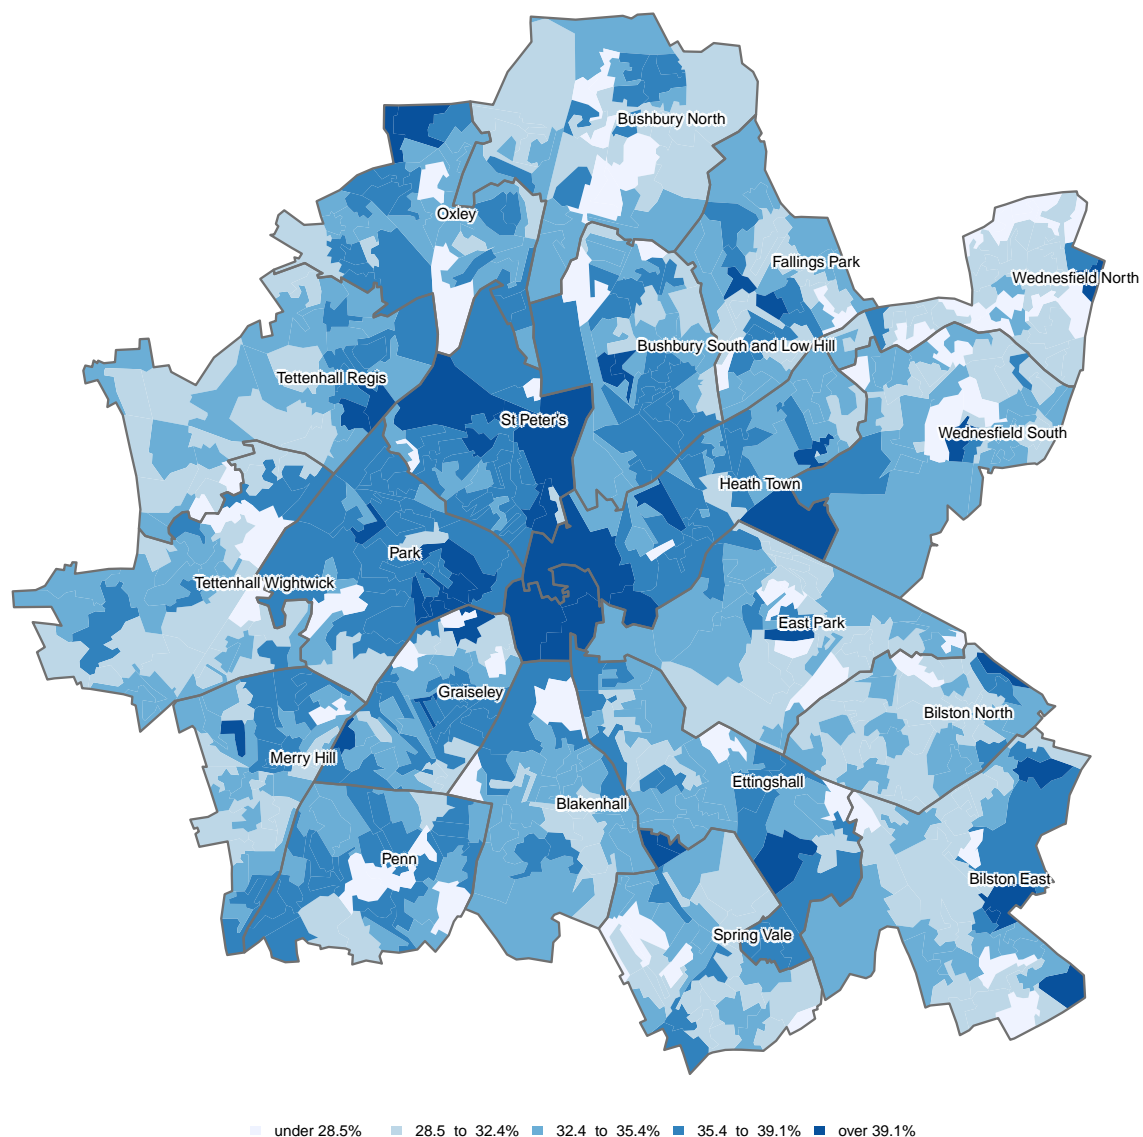 Bushbury North
Oxley
Fallings Park
Wednesfield North
Bushbury South and Low Hill
Tettenhall Regis
St Peter's
Wednesfield South
Heath Town
Park
Tettenhall Wightwick
East Park
Graiseley
Bilston North
Merry Hill
Ettingshall
Blakenhall
Penn
Bilston East
Spring Vale
under 28.5% 28.5 to 32.4% 32.4 to 35.4% 35.4 to 39.1% over 39.1%